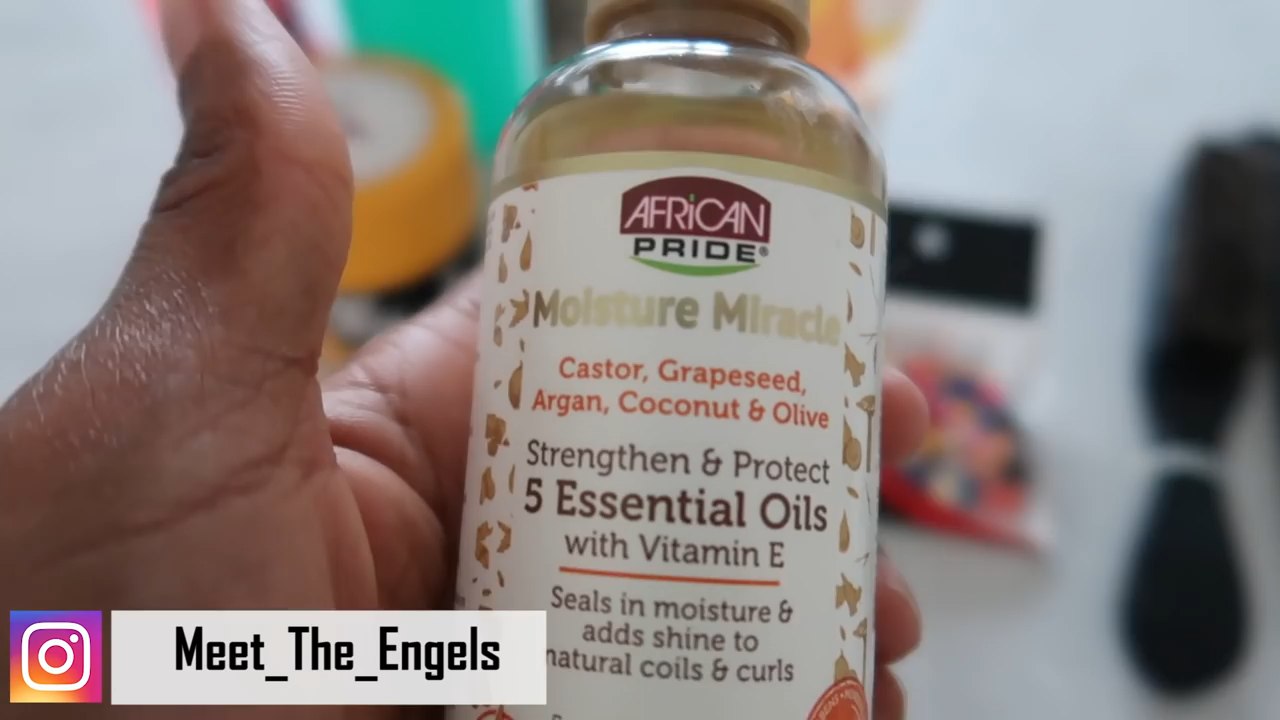 AFRiCAN
PRIDE®
Moisture Miracle
Castor, Grapeseed,
Argan, Coconut & Olive
Strengthen & Protect
5 Essential Oils
with Vitamin E
Seals in moisture &
adds shine to
natural coils & curls
Meet_The_Engels